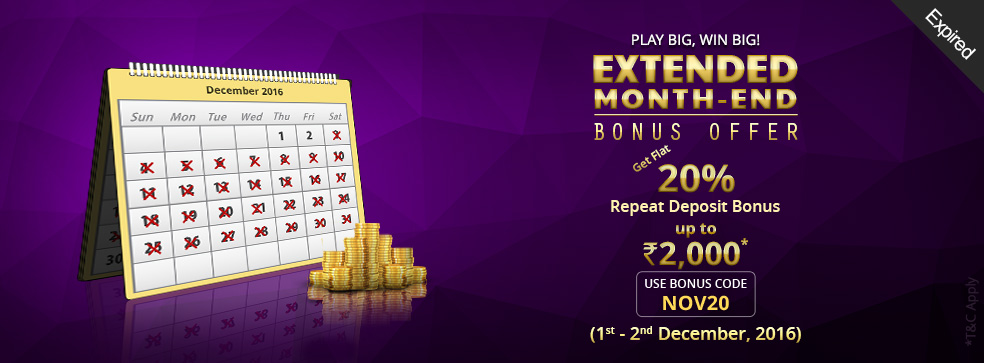 Expired
PLAY BIG, WIN BIG!
EXTENDED
MONTH-END
BONUS OFFER
Get Flat
20%
Repeat Deposit Bonus
up to
₹2,000*
USE BONUS CODE
NOV20
(1st - 2nd December, 2016)
*T&C Apply
December 2016
Sun Mon Tue Wed Thu Fri Sat
1 2 3
4 5 6 7 8 9 10
11 12 13 14 15 16 17
18 19 20 21 22 23 24
25 26 27 28 29 30 31
30